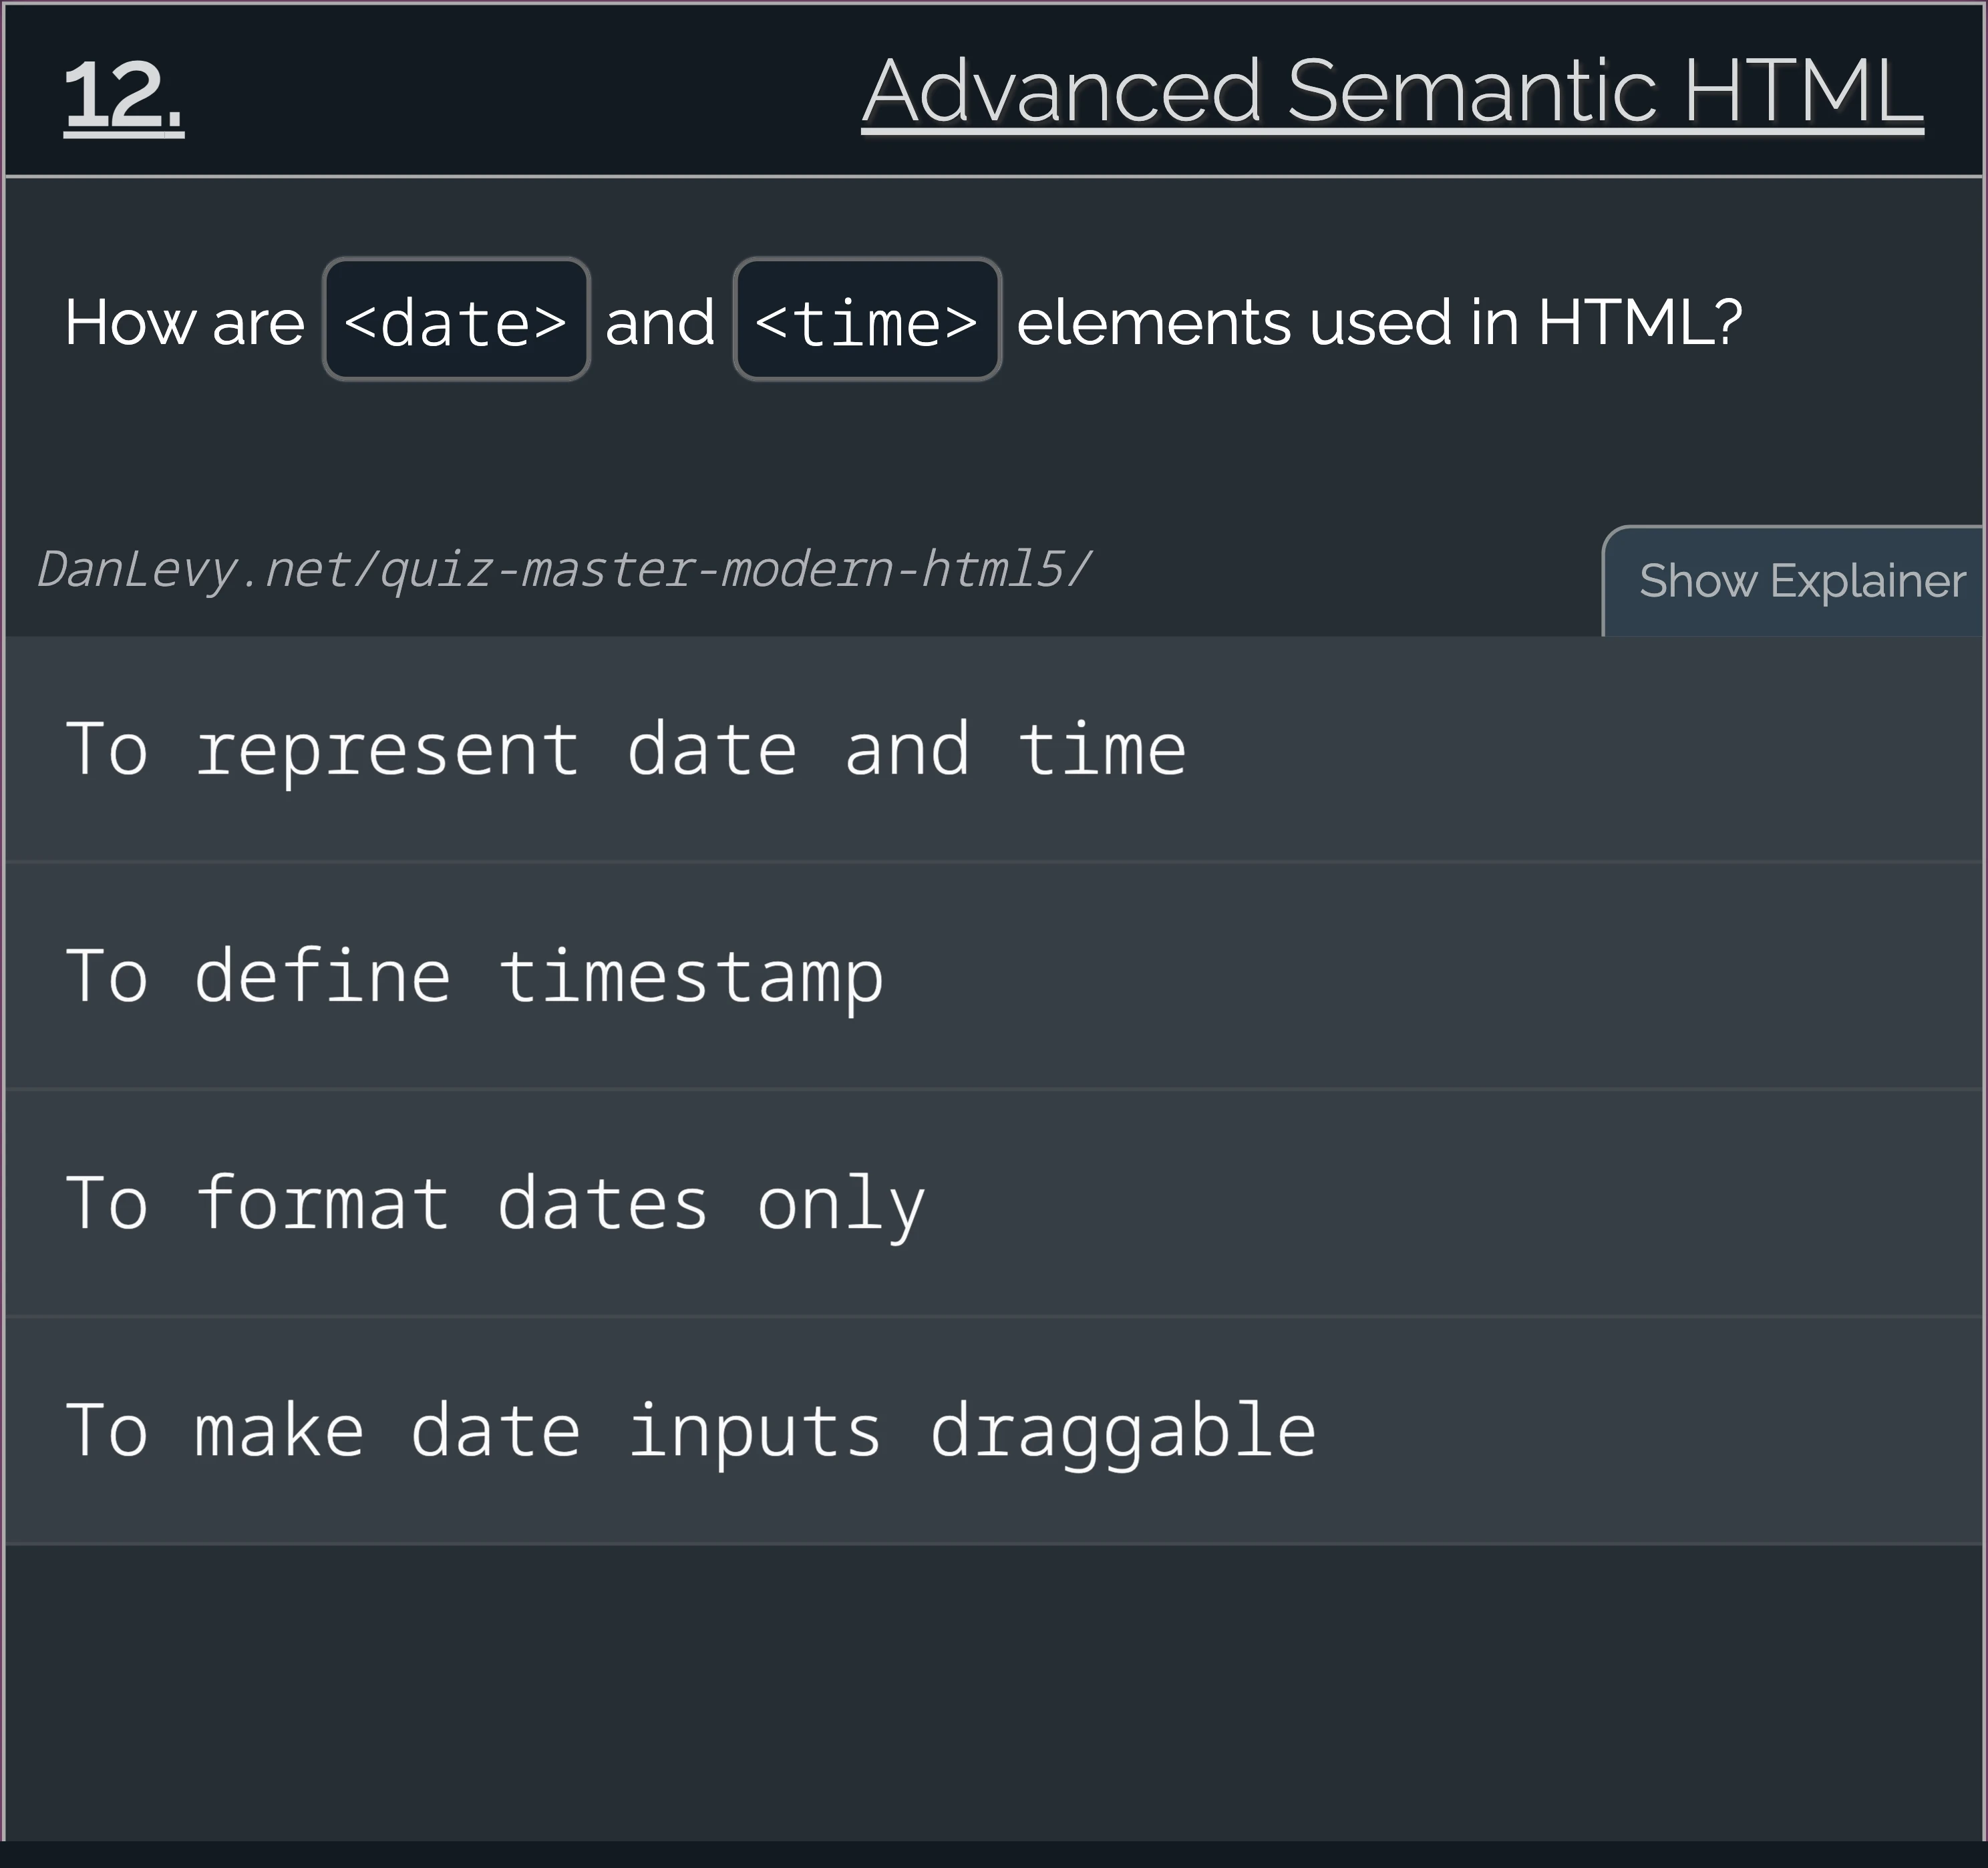 12. Advanced Semantic HTML
How are <date> and <time> elements used in HTML?
DanLevy.net/quiz-master-modern-html5/
Show Explainer
To represent date and time
To define timestamp
To format dates only
To make date inputs draggable